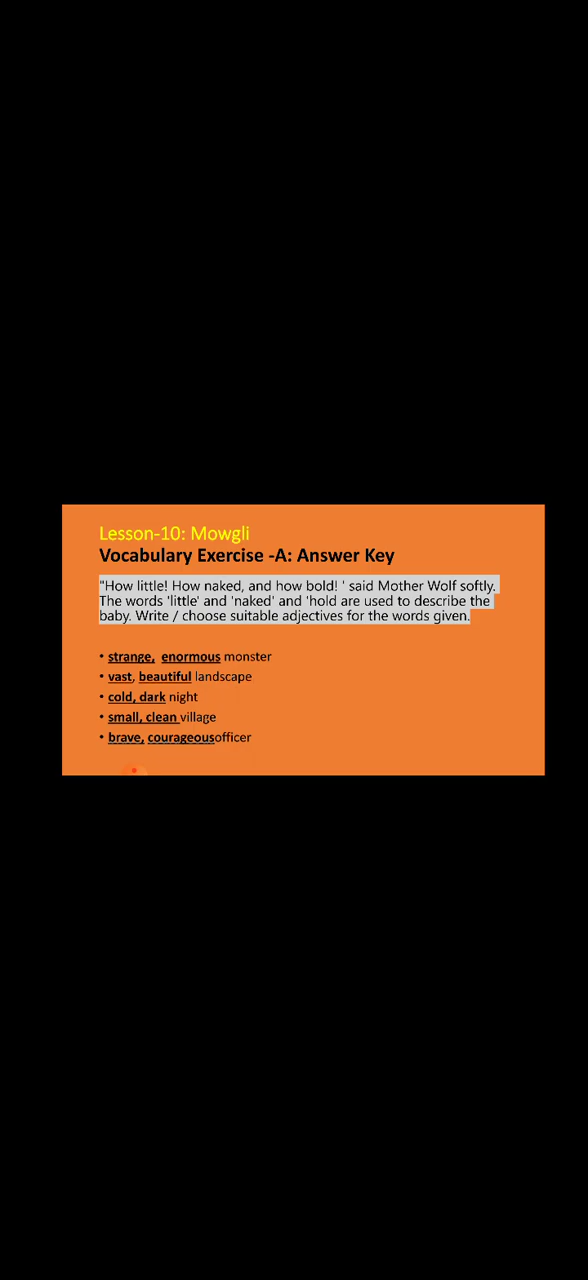 Lesson-10: Mowgli
Vocabulary Exercise -A: Answer Key
"How little! How naked, and how bold! ' said Mother Wolf softly.
The words 'little' and 'naked' and 'hold are used to describe the
baby. Write / choose suitable adjectives for the words given.
• strange, enormous monster
• vast, beautiful landscape
• cold, dark night
• small, clean village
• brave, courageousofficer